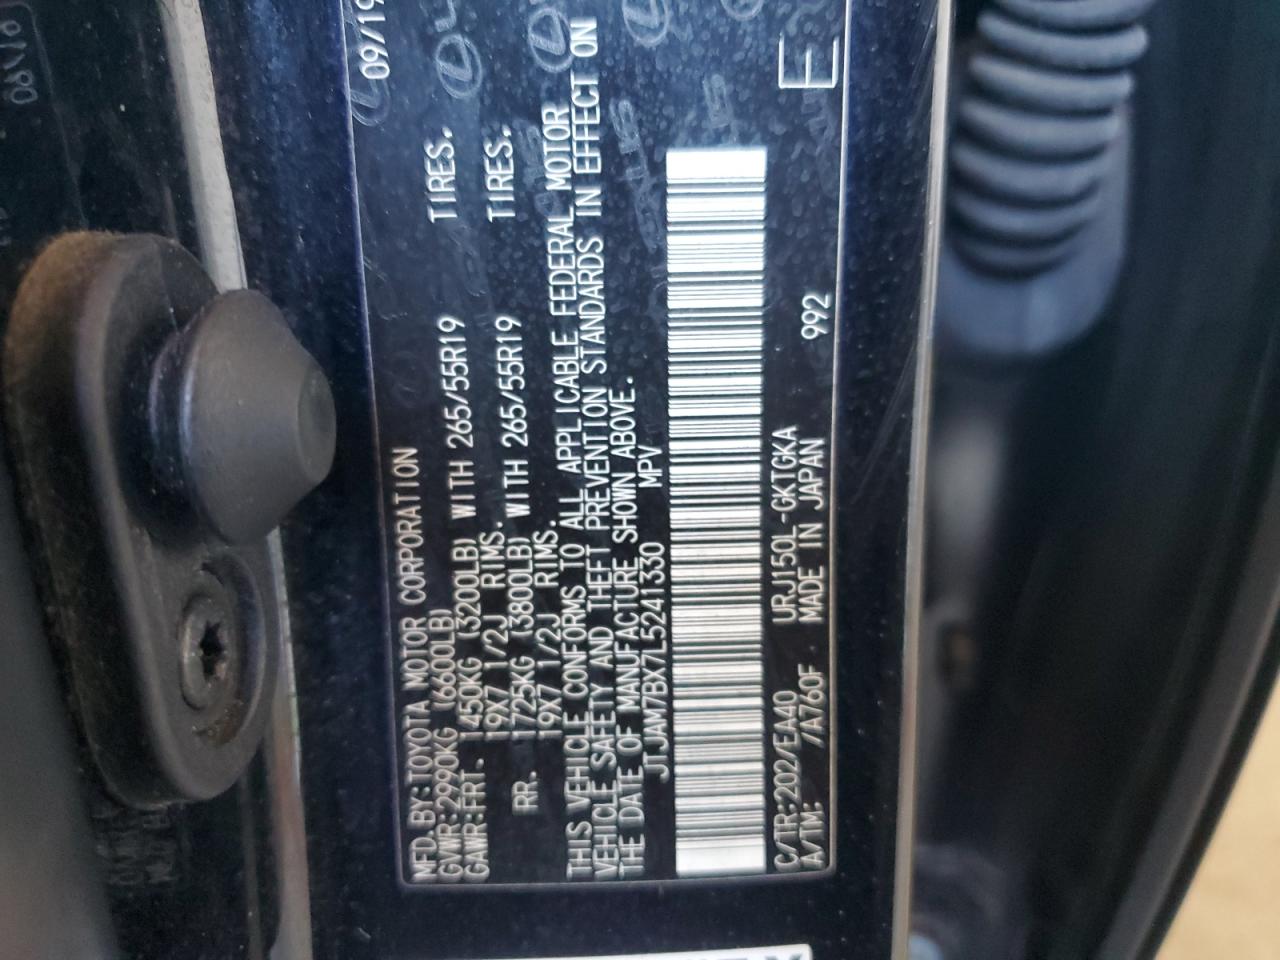 MFD.BY:TOYOTA MOTOR CORPORATION 09/19
GVWR:2990KG (6600LB)
GAWR:FRT. 1450KG (3200LB) WITH 265/55R19 TIRES.
19X7 1/2J RIMS.
RR. 1725KG (3800LB) WITH 265/55R19 TIRES.
19X7 1/2J RIMS.
THIS VEHICLE CONFORMS TO ALL APPLICABLE FEDERAL MOTOR
VEHICLE SAFETY AND THEFT PREVENTION STANDARDS IN EFFECT ON
THE DATE OF MANUFACTURE SHOWN ABOVE.
JTJAM7BX7L5241330 MPV
C/TR:202/EA40 URJ150L-GKTGKA
A/TM: /A760F MADE IN JAPAN 992 E